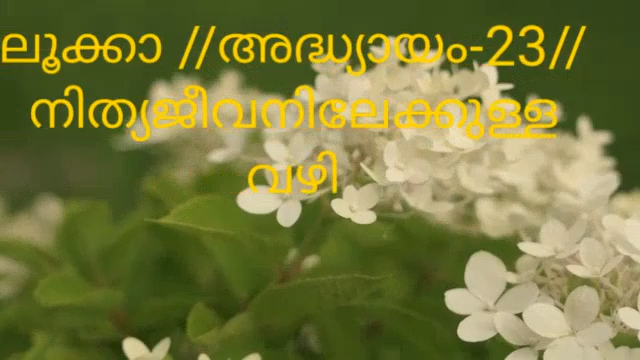 ലൂക്കാ //അദ്ധ്യായം-23//
നിത്യജീവനിലേക്കുള്ള
വഴി